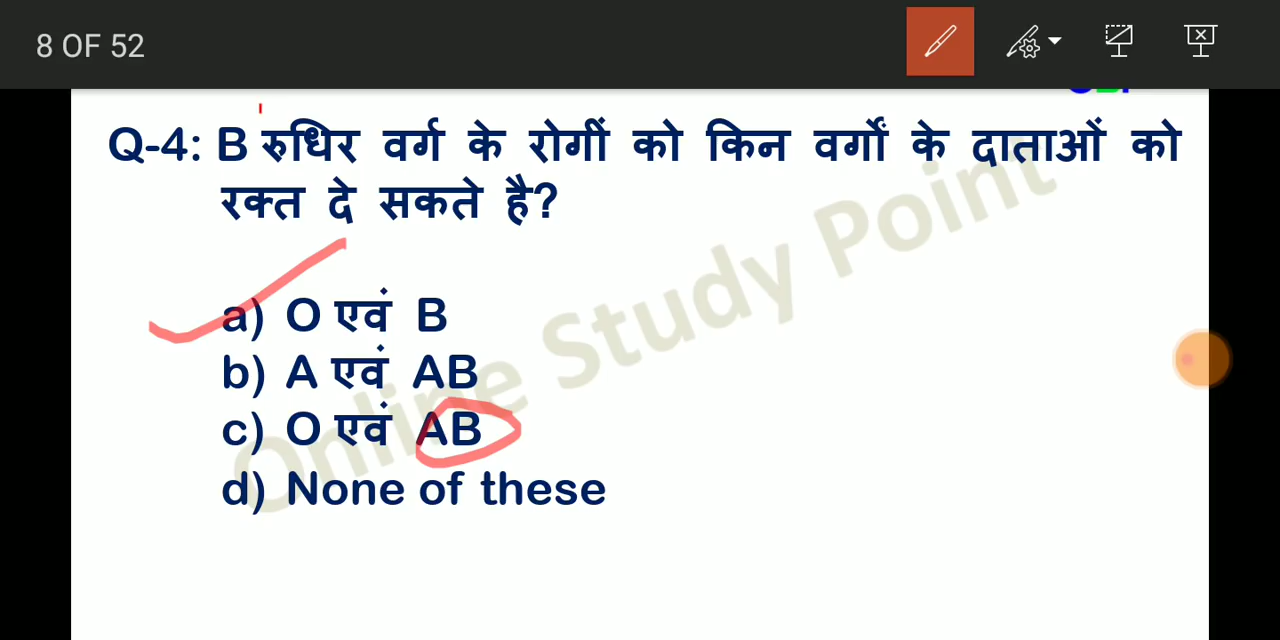 8 OF 52
Q-4: B रुधिर वर्ग के रोगीं को किन वर्गों के दाताओं को
रक्त दे सकते है?
a) O एवं B
b) A एवं AB
c) O एवं AB
d) None of these
Online Study Point